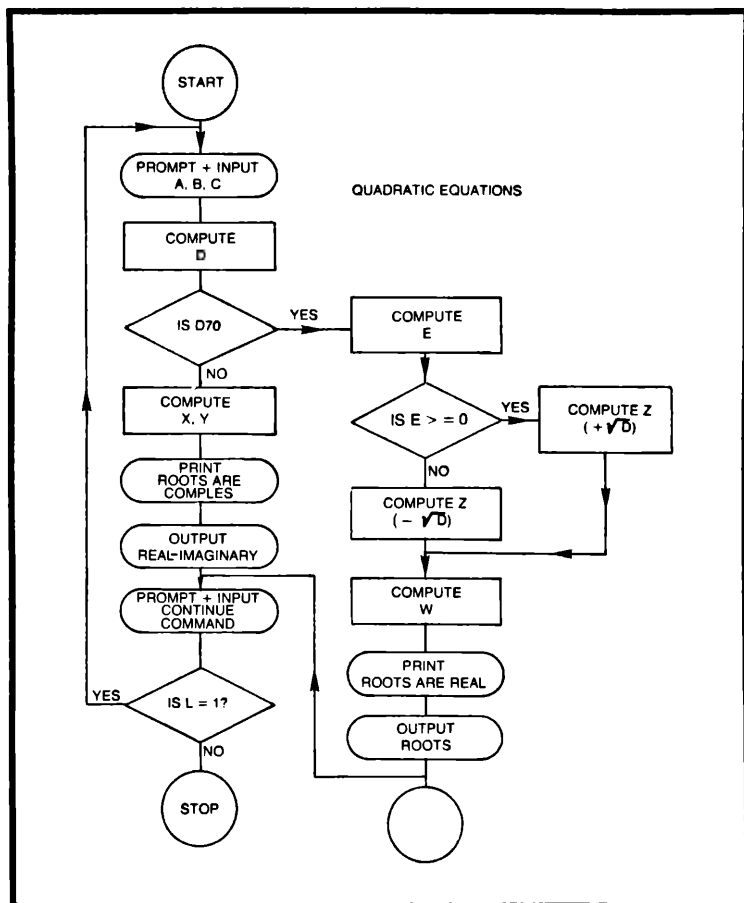 START
PROMPT + INPUT
A, B, C
QUADRATIC EQUATIONS
COMPUTE
D
IS D70
YES
NO
COMPUTE
X, Y
PRINT
ROOTS ARE
COMPLES
OUTPUT
REAL-IMAGINARY
PROMPT + INPUT
CONTINUE
COMMAND
IS L = 1?
YES
NO
STOP
COMPUTE
E
IS E > = 0
YES
NO
COMPUTE Z
( + √D)
COMPUTE Z
( - √D)
COMPUTE
W
PRINT
ROOTS ARE REAL
OUTPUT
ROOTS